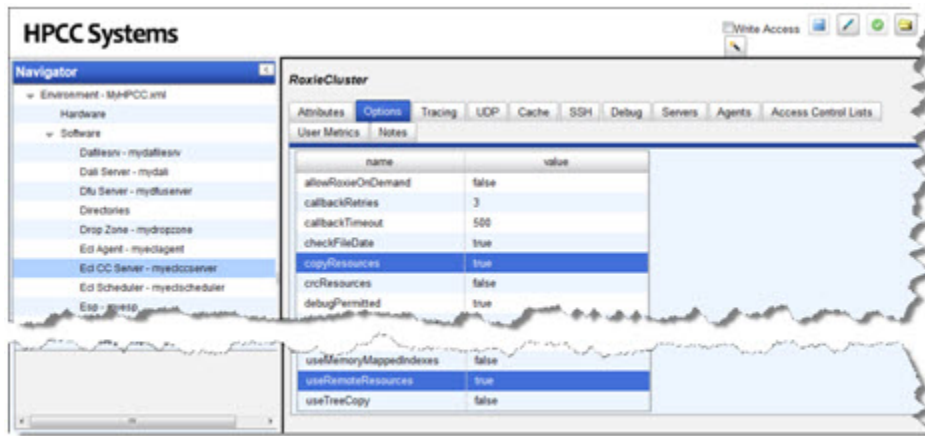 HPCC Systems
Write Access
Navigator
Environment - MyHPCC.xml
Hardware
Software
Dafilesrv - mydafilesrv
Dali Server - mydali
Dfu Server - mydfuserver
Directories
Drop Zone - mydropzone
Ecl Agent - myeclagent
Ecl CC Server - myeclccserver
Ecl Scheduler - myeclscheduler
Esp - myesp
RoxieCluster
Attributes Options Tracing UDP Cache SSH Debug Servers Agents Access Control Lists
User Metrics Notes
name value
allowRoxieOnDemand false
callbackRetries 3
callbackTimeout 500
checkFileDate true
copyResources true
crcResources false
debugPermitted true
useMemoryMappedIndexes false
useRemoteResources true
useTreeCopy false